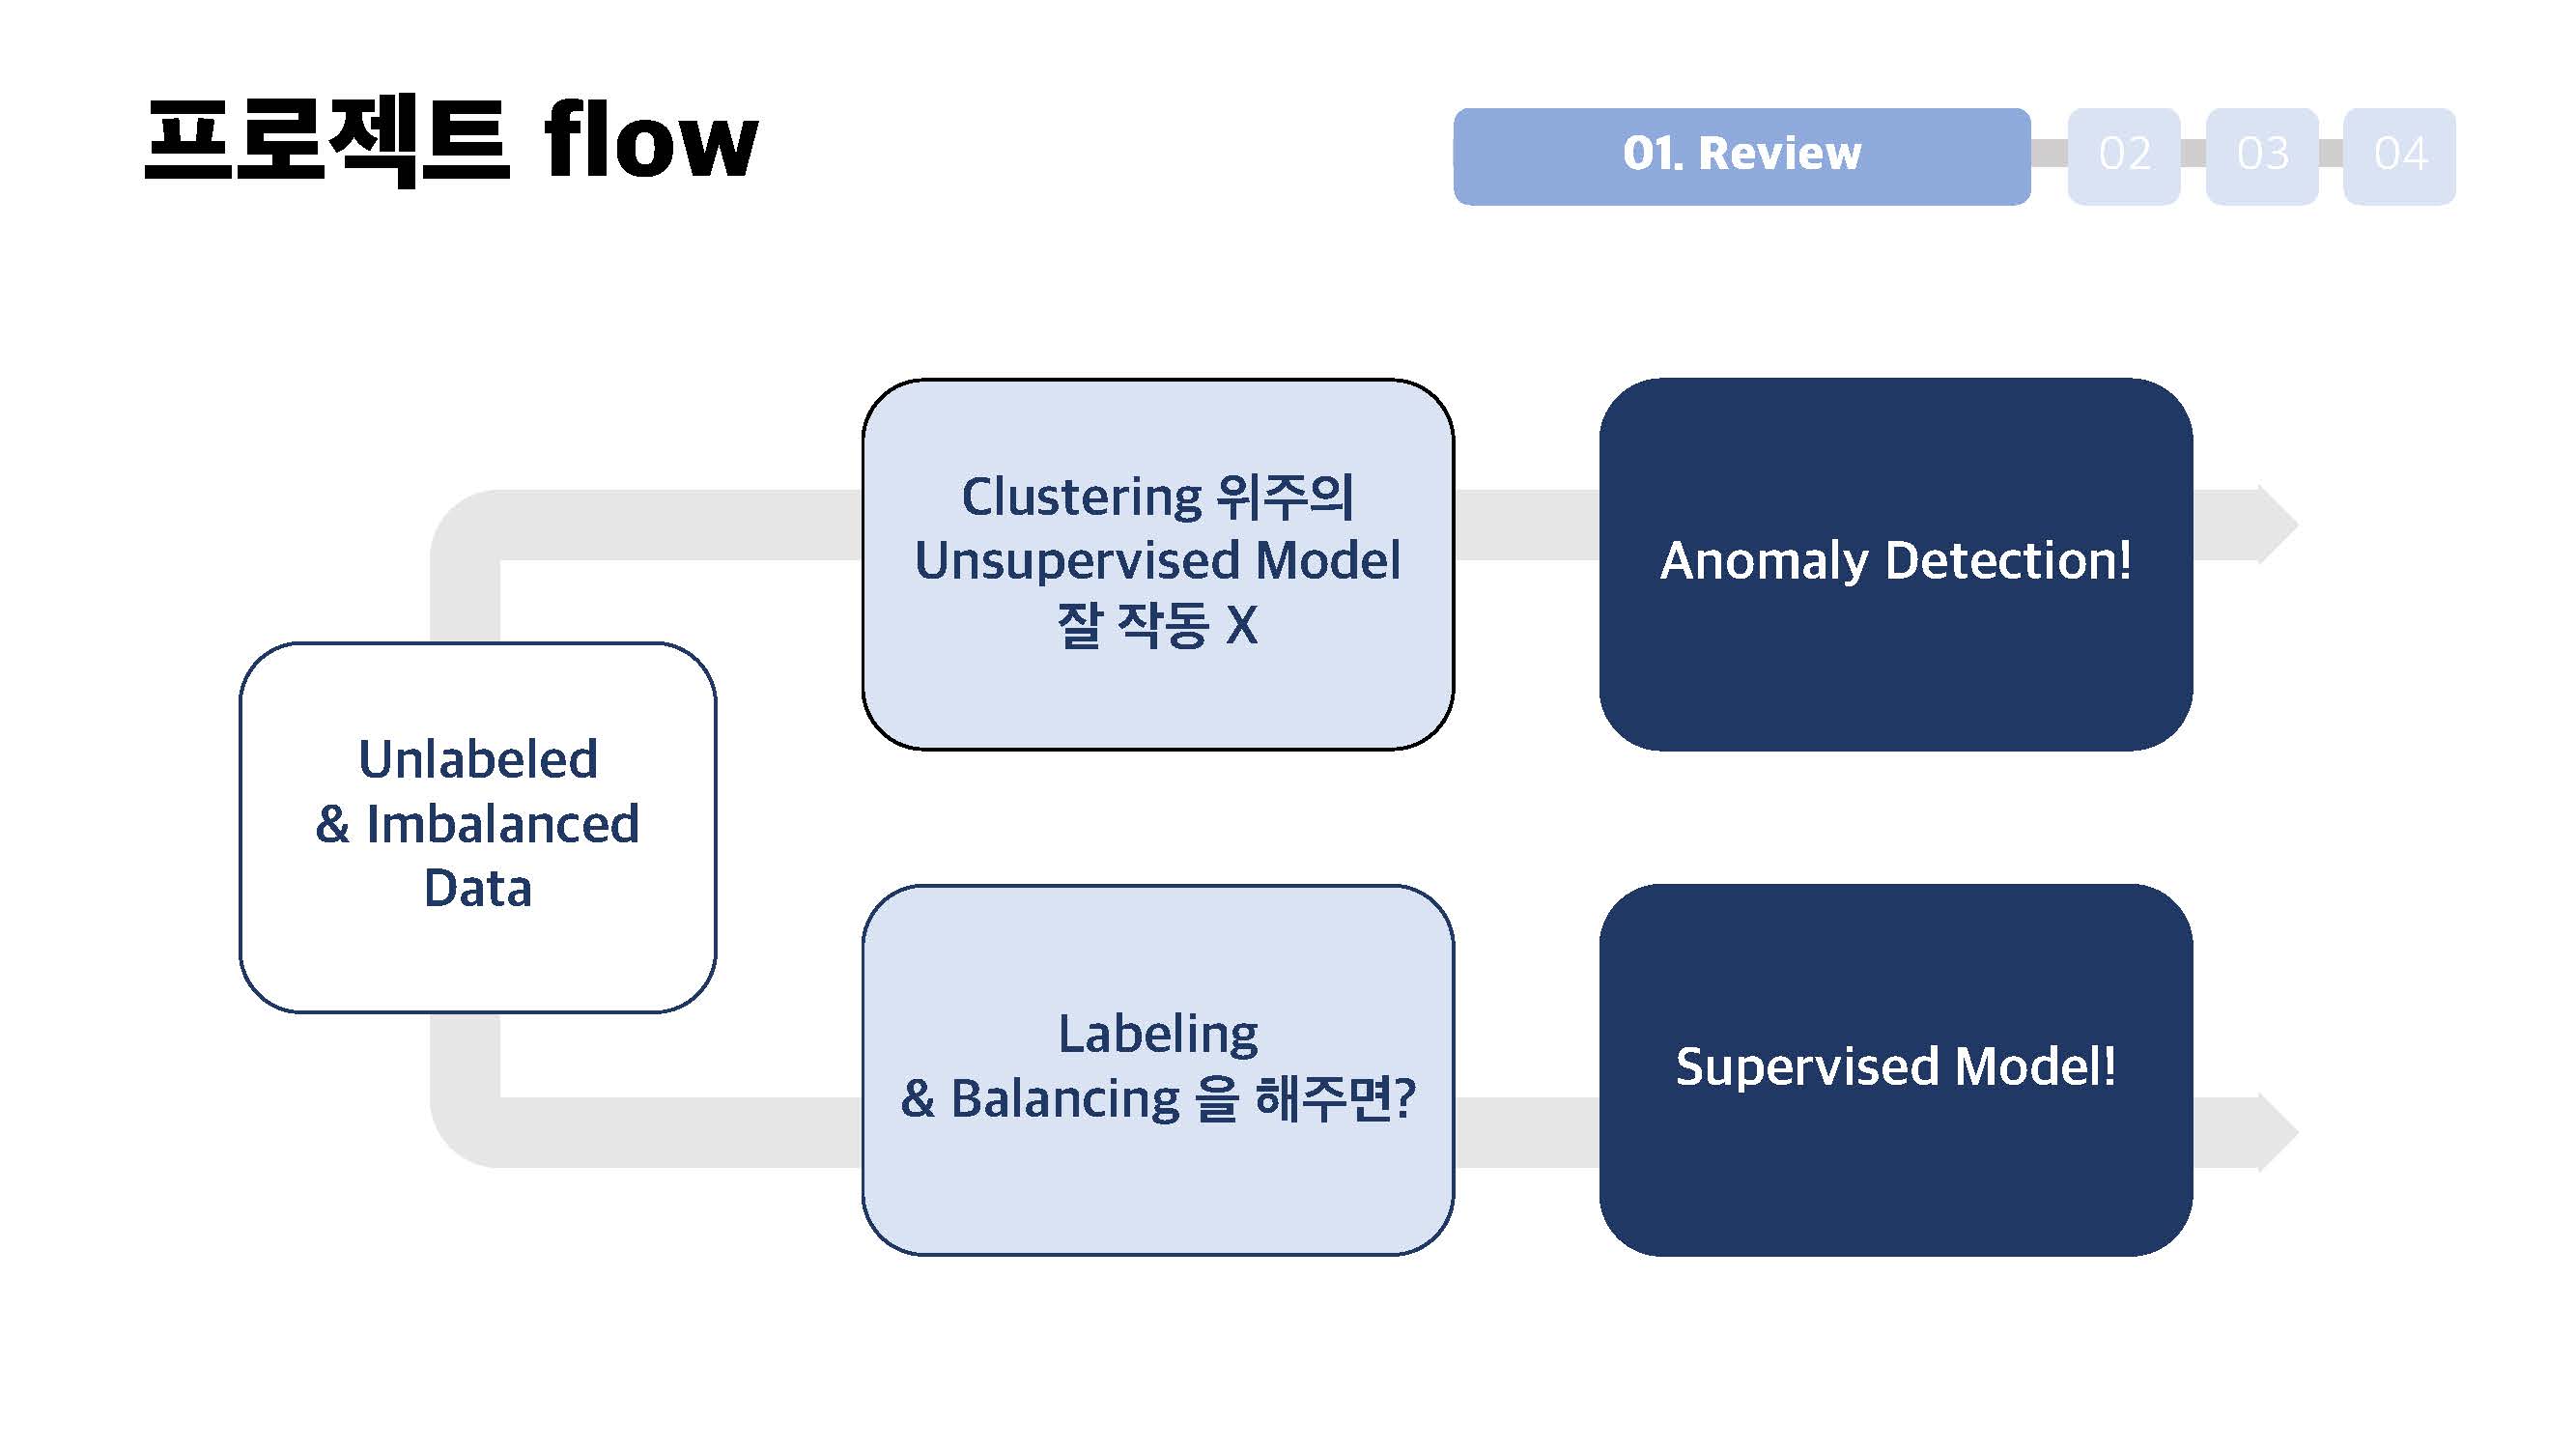 프로젝트 flow
01. Review
02
03
04
Clustering 위주의
Unsupervised Model
잘 작동 X
Anomaly Detection!
Unlabeled
& Imbalanced
Data
Labeling
& Balancing 을 해주면?
Supervised Model!